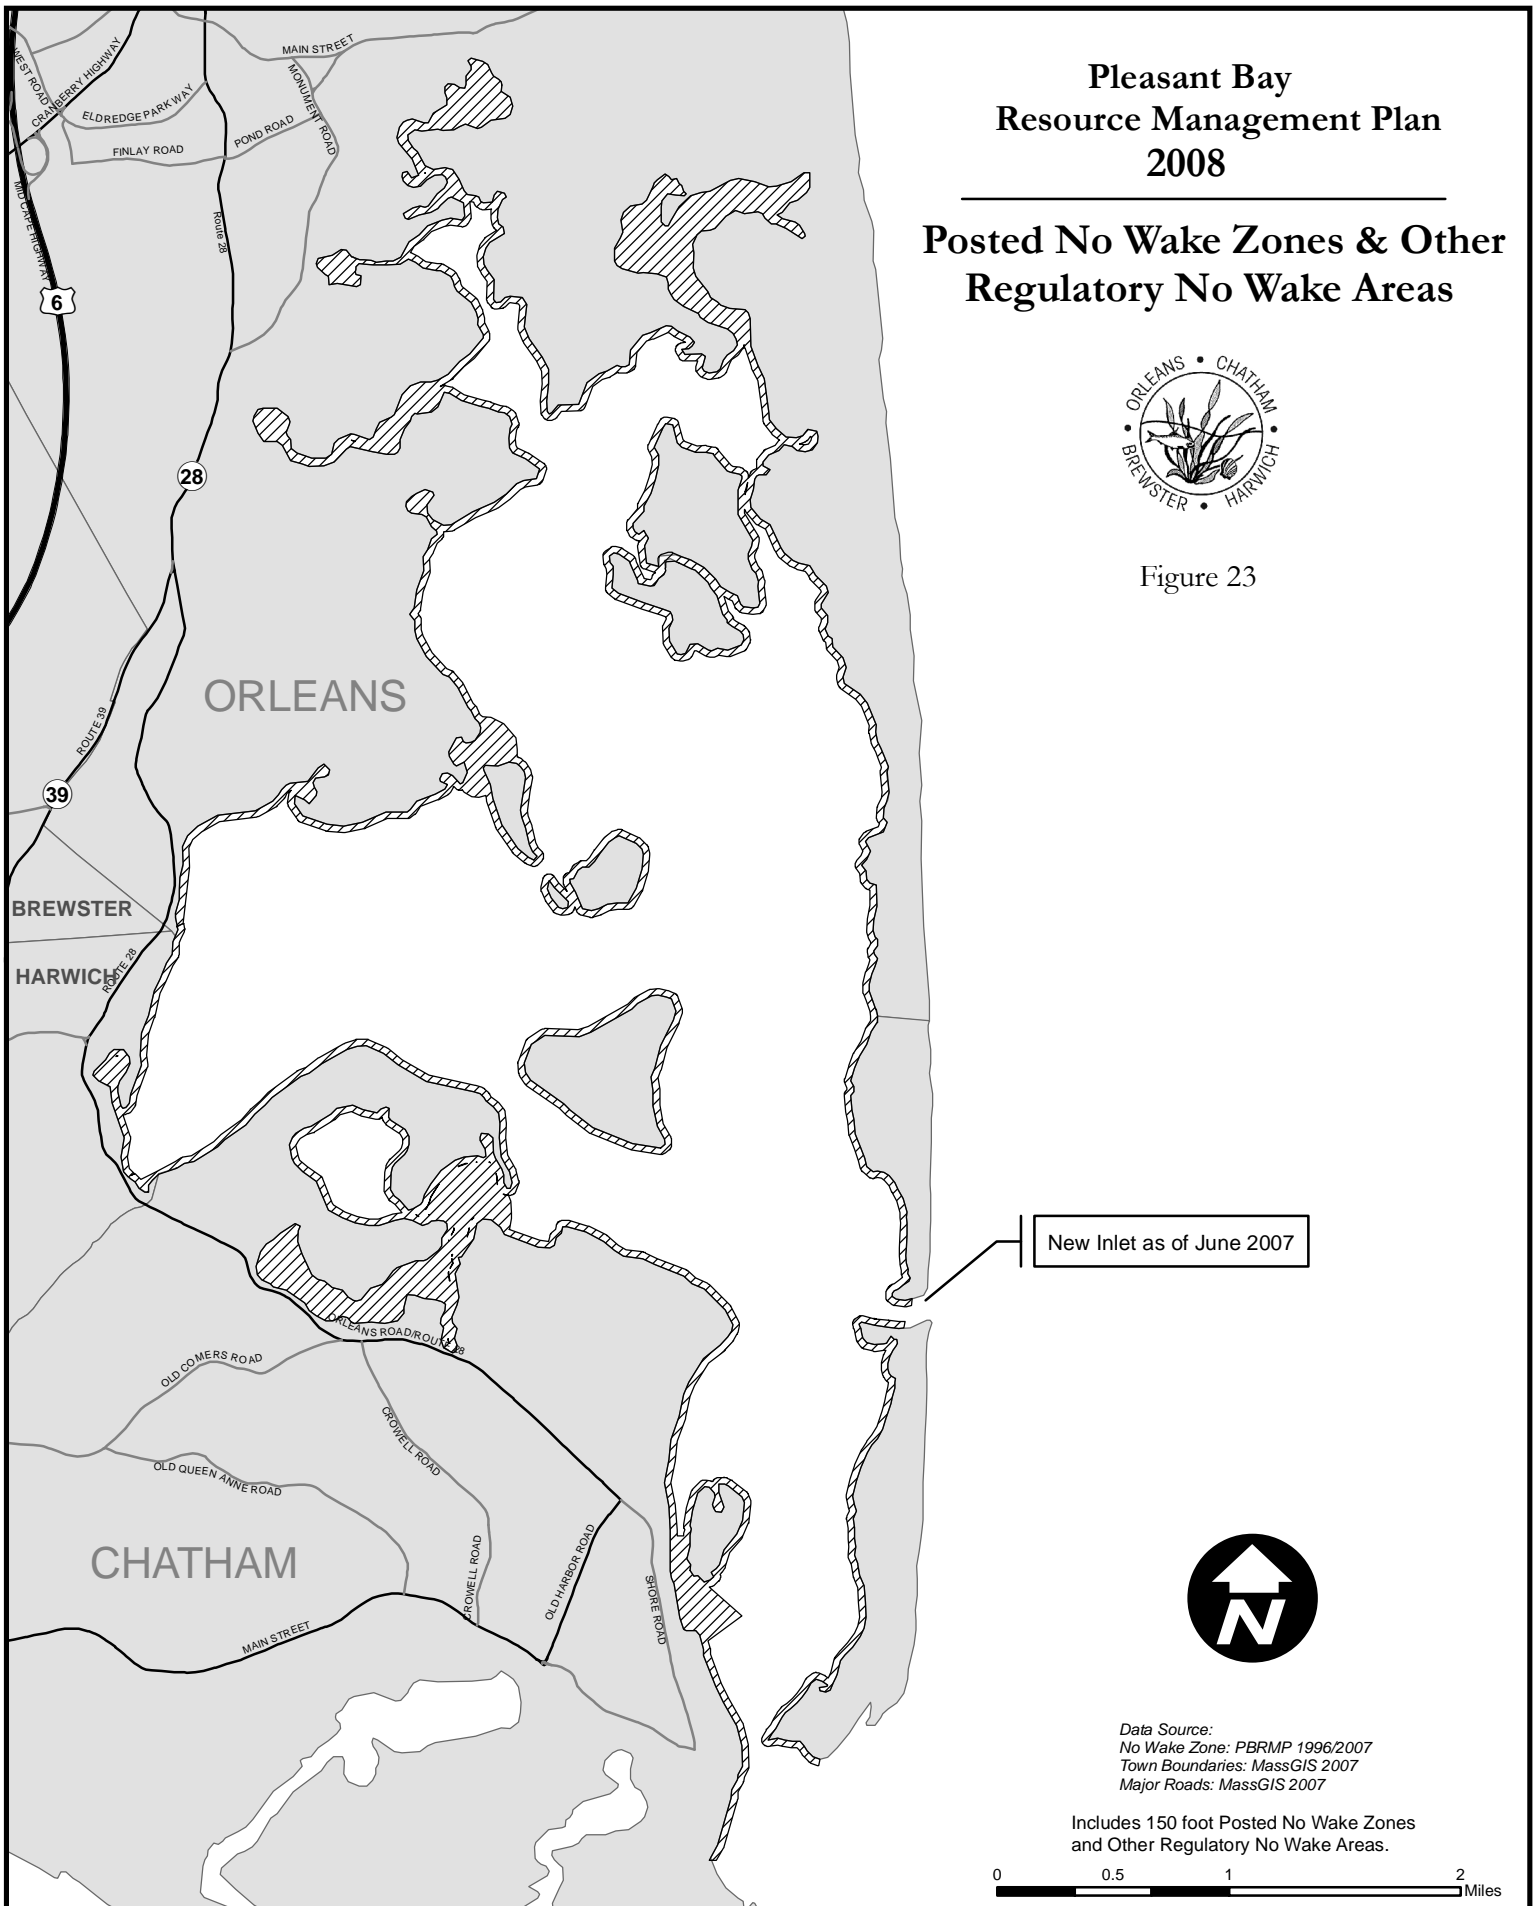 Pleasant Bay
Resource Management Plan
2008
Posted No Wake Zones & Other
Regulatory No Wake Areas
ORLEANS • CHATHAM • HARWICH • BREWSTER •
Figure 23
MAIN STREET
WEST ROAD
CRANBERRY HIGHWAY
MONUMENT ROAD
ELDREDGE PARKWAY
POND ROAD
FINLAY ROAD
MID CAPE HIGHWAY
Route 28
6
28
ORLEANS
ROUTE 39
39
BREWSTER
HARWICH
ROUTE 28
New Inlet as of June 2007
ORLEANS ROAD/ROUTE 28
OLD COMERS ROAD
CROWELL ROAD
OLD QUEEN ANNE ROAD
CHATHAM
CROWELL ROAD
OLD HARBOR ROAD
SHORE ROAD
MAIN STREET
N
Data Source:
No Wake Zone: PBRMP 1996/2007
Town Boundaries: MassGIS 2007
Major Roads: MassGIS 2007
Includes 150 foot Posted No Wake Zones
and Other Regulatory No Wake Areas.
0 0.5 1 2
Miles